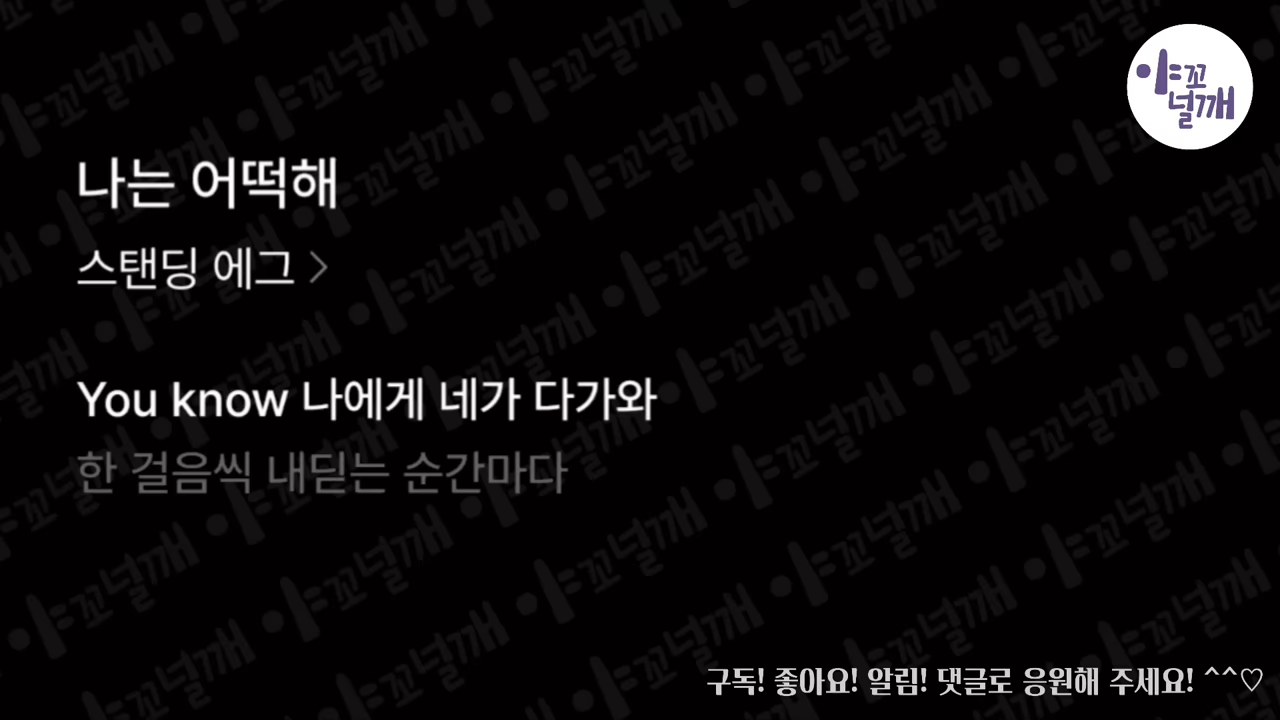 야꼬
널깨
나는 어떡해
스탠딩 에그 >
You know 나에게 네가 다가와
한 걸음씩 내딛는 순간마다
구독! 좋아요! 알림! 댓글로 응원해 주세요! ^^♡